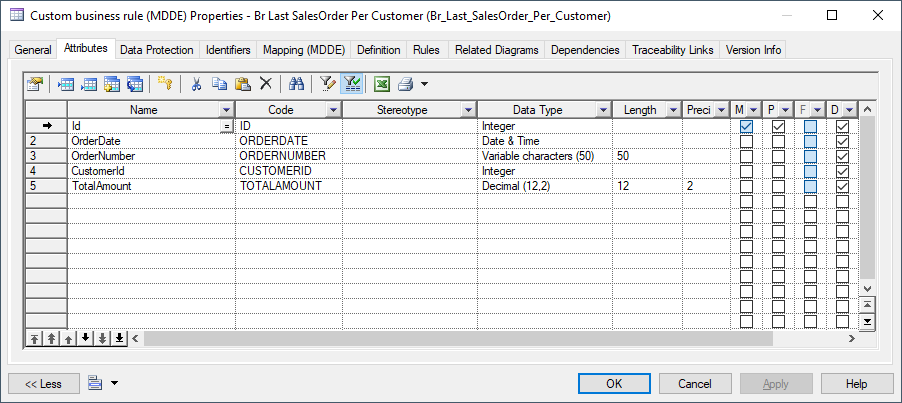 Custom business rule (MDDE) Properties - Br Last SalesOrder Per Customer (Br_Last_SalesOrder_Per_Customer)
General Attributes Data Protection Identifiers Mapping (MDDE) Definition Rules Related Diagrams Dependencies Traceability Links Version Info
Name Code Stereotype Data Type Length Preci M P F D
Id = ID Integer
2 OrderDate ORDERDATE Date & Time
3 OrderNumber ORDERNUMBER Variable characters (50) 50
4 CustomerId CUSTOMERID Integer
5 TotalAmount TOTALAMOUNT Decimal (12,2) 12 2
<< Less OK Cancel Apply Help